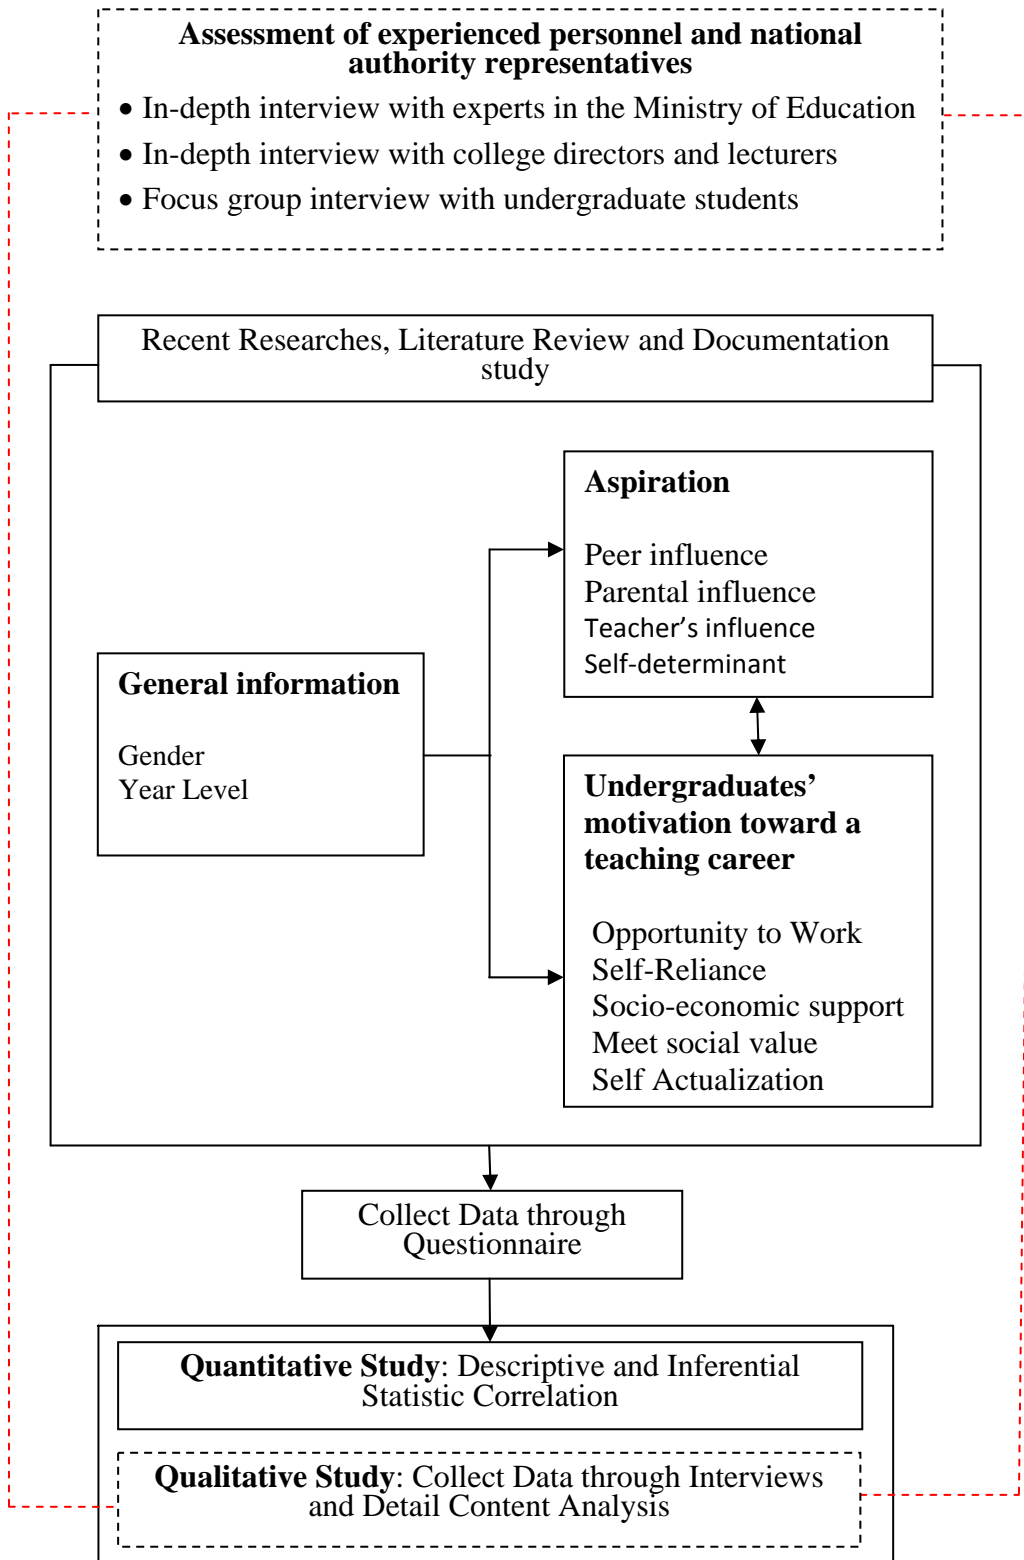 Assessment of experienced personnel and national
authority representatives
• In-depth interview with experts in the Ministry of Education
• In-depth interview with college directors and lecturers
• Focus group interview with undergraduate students
Recent Researches, Literature Review and Documentation
study
Aspiration
Peer influence
Parental influence
Teacher’s influence
Self-determinant
General information
Gender
Year Level
Undergraduates’
motivation toward a
teaching career
Opportunity to Work
Self-Reliance
Socio-economic support
Meet social value
Self Actualization
Collect Data through
Questionnaire
Quantitative Study: Descriptive and Inferential
Statistic Correlation
Qualitative Study: Collect Data through Interviews
and Detail Content Analysis